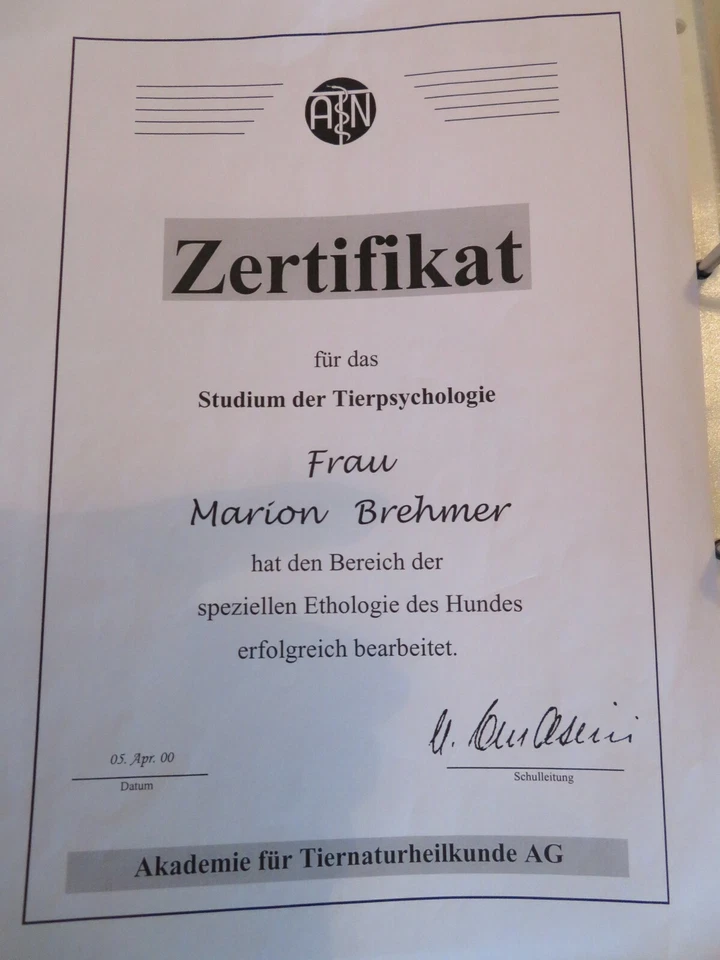 ATN
Zertifikat
für das
Studium der Tierpsychologie
Frau
Marion Brehmer
hat den Bereich der
speziellen Ethologie des Hundes
erfolgreich bearbeitet.
05. Apr. 00
Datum
Schulleitung
Akademie für Tiernaturheilkunde AG